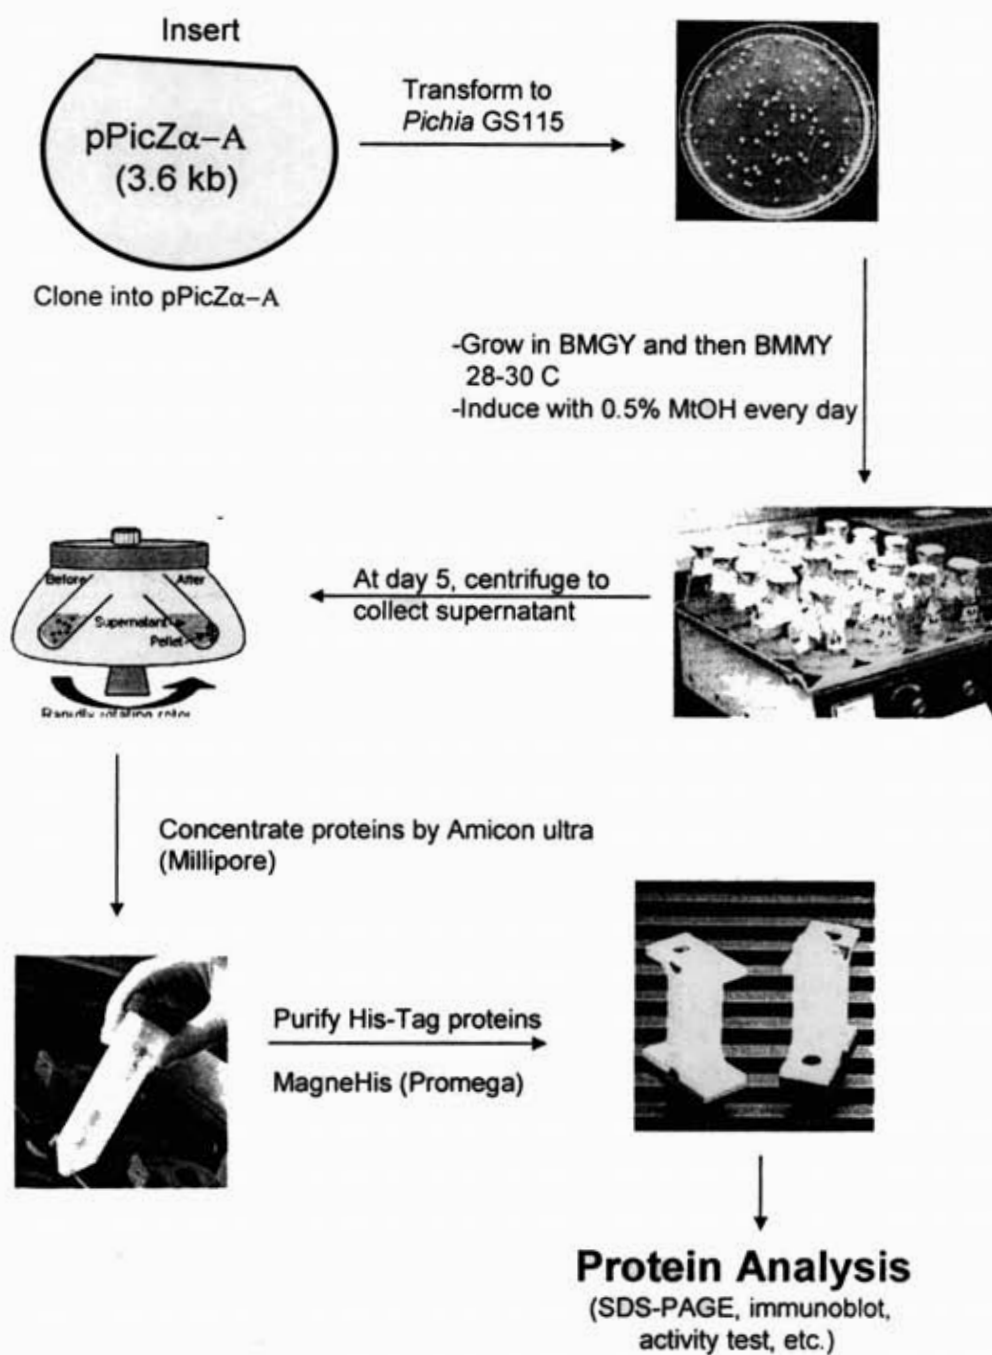 Insert
pPicZα–A
(3.6 kb)
Clone into pPicZα–A
Transform to
Pichia GS115
-Grow in BMGY and then BMMY
28-30 C
-Induce with 0.5% MtOH every day
At day 5, centrifuge to
collect supernatant
Before
After
Supernatant
Pellet
Rapidly rotating rotor
Concentrate proteins by Amicon ultra
(Millipore)
Purify His-Tag proteins
MagneHis (Promega)
Protein Analysis
(SDS-PAGE, immunoblot,
activity test, etc.)